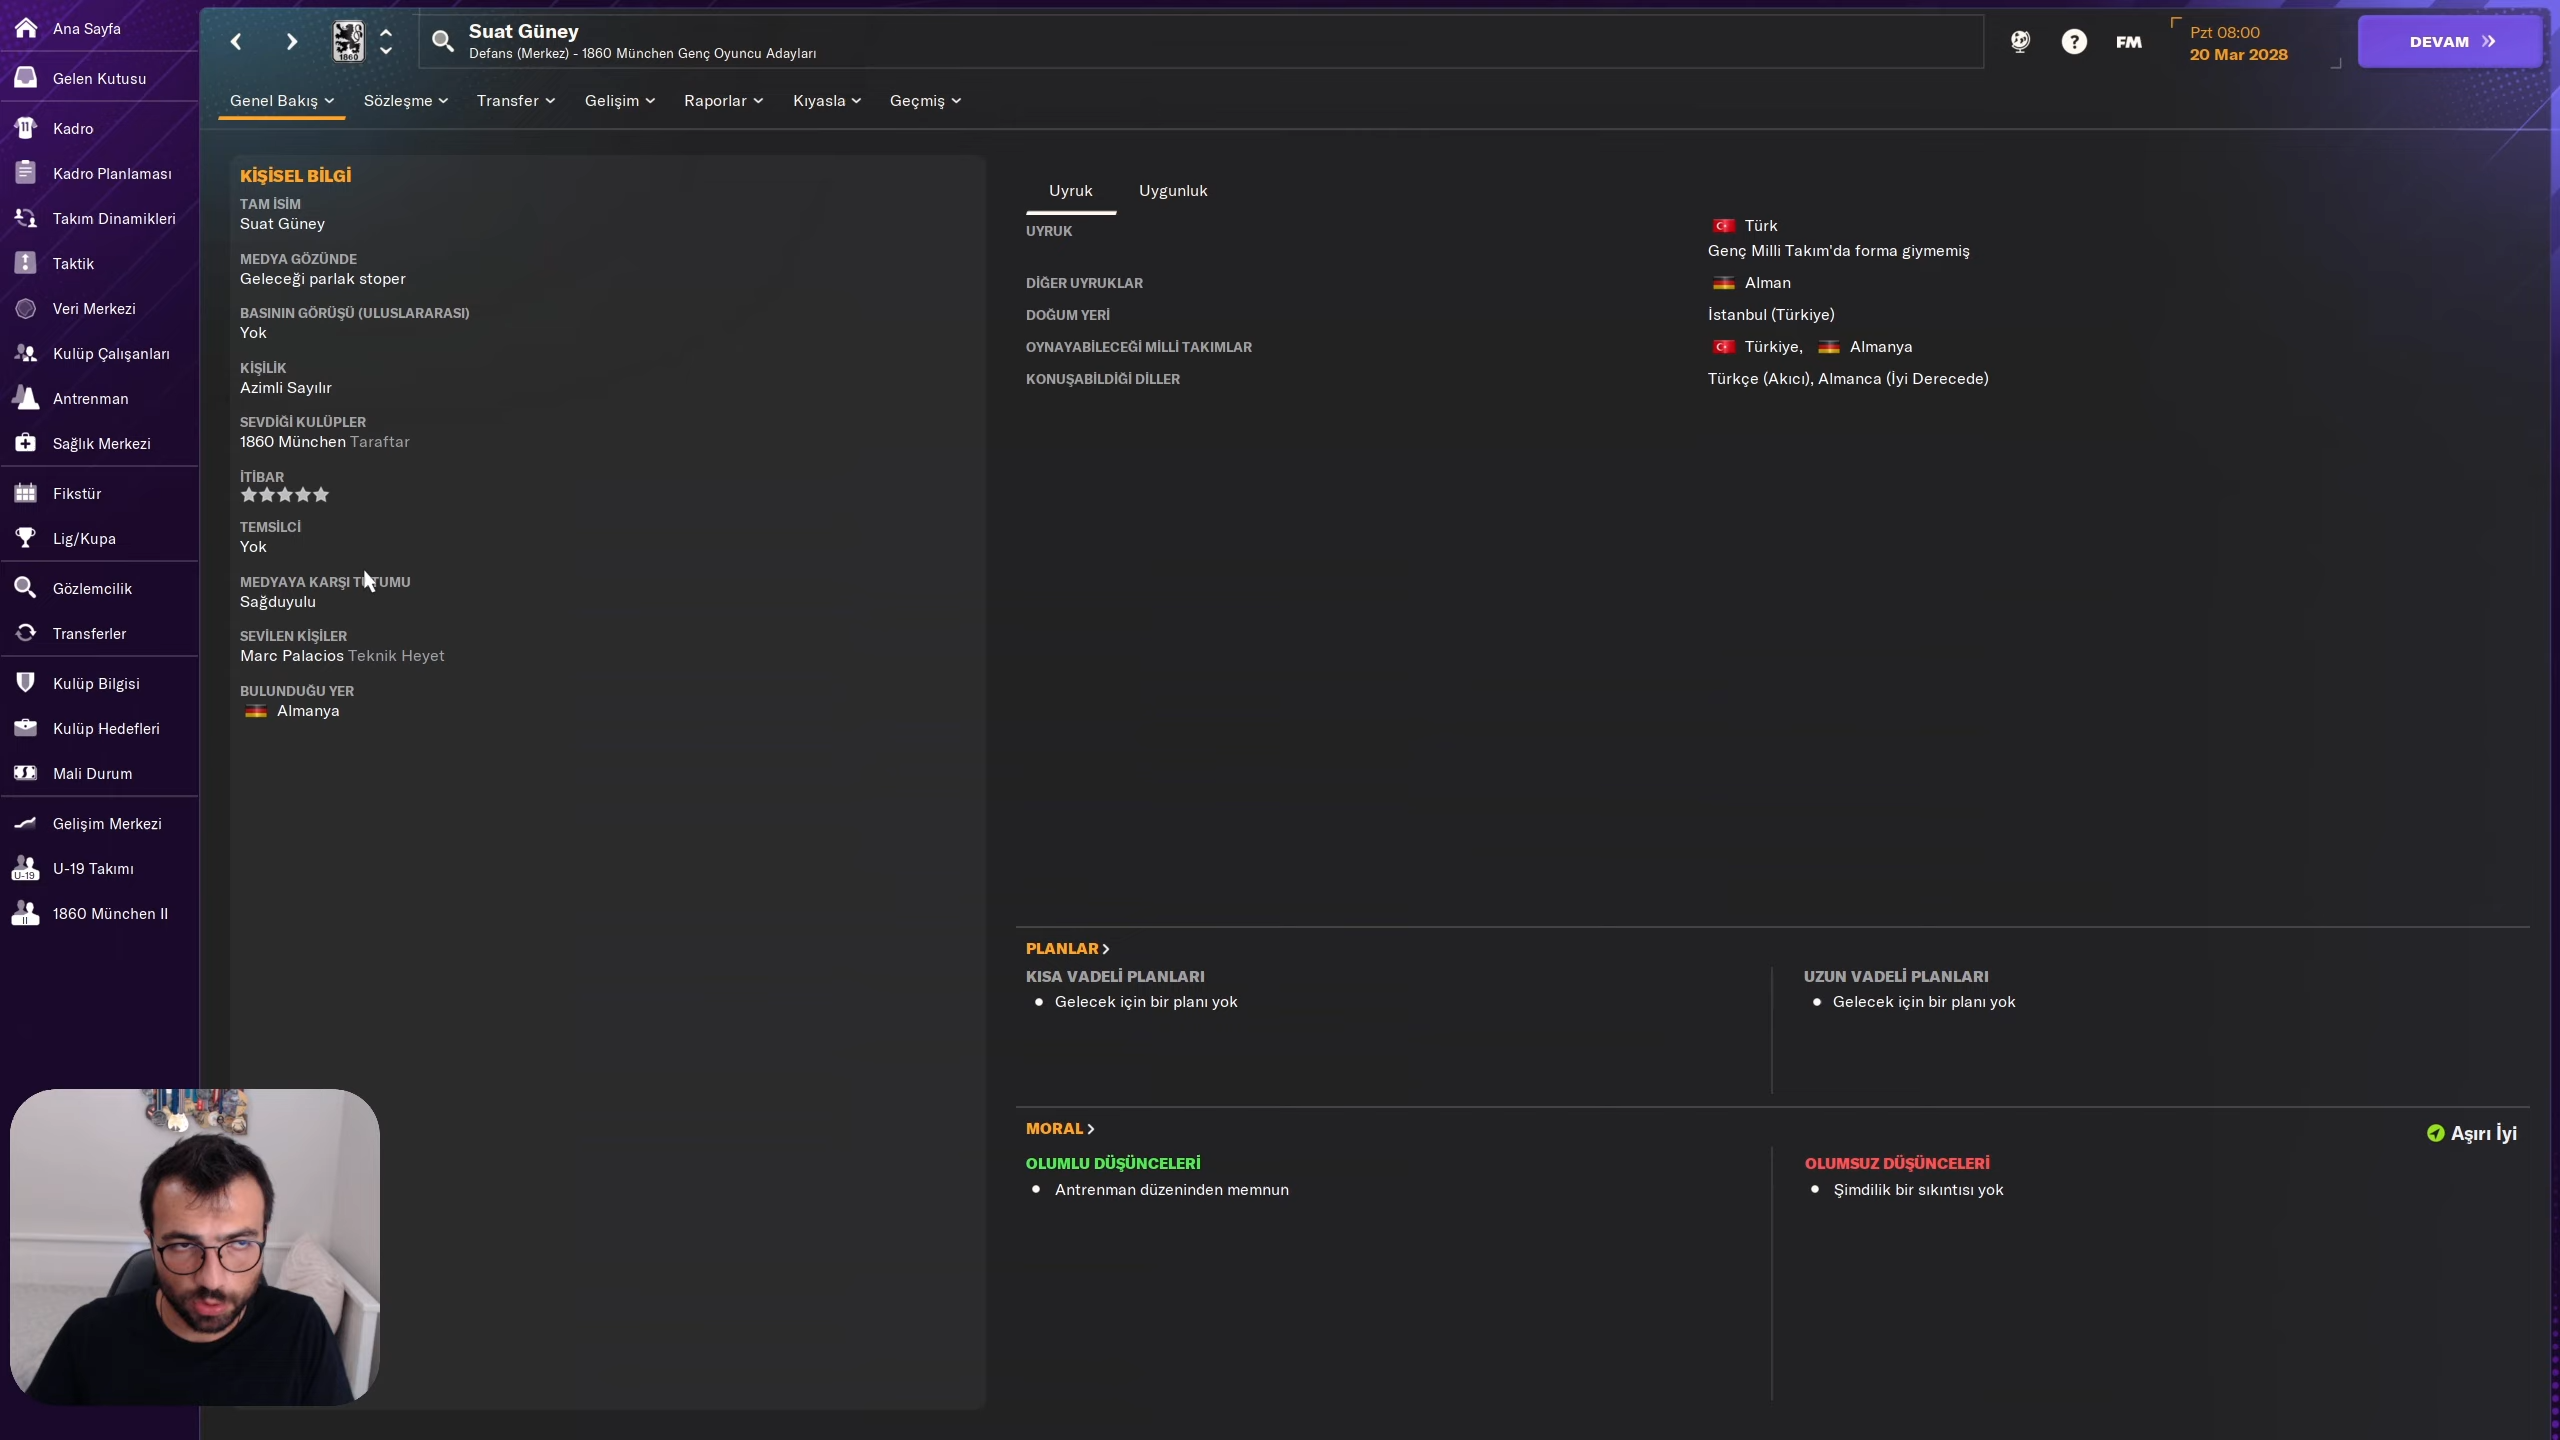 Ana Sayfa
Gelen Kutusu
Kadro
Kadro Planlaması
Takım Dinamikleri
Taktik
Veri Merkezi
Kulüp Çalışanları
Antrenman
Sağlık Merkezi
Fikstür
Lig/Kupa
Gözlemcilik
Transferler
Kulüp Bilgisi
Kulüp Hedefleri
Mali Durum
Gelişim Merkezi
U-19 Takımı
1860 München II
1860
Suat Güney
Defans (Merkez) - 1860 München Genç Oyuncu Adayları
FM
Pzt 08:00
20 Mar 2028
DEVAM
Genel Bakış
Sözleşme
Transfer
Gelişim
Raporlar
Kıyasla
Geçmiş
KİŞİSEL BİLGİ
TAM İSİM
Suat Güney
MEDYA GÖZÜNDE
Geleceği parlak stoper
BASININ GÖRÜŞÜ (ULUSLARARASI)
Yok
KİŞİLİK
Azimli Sayılır
SEVDİĞİ KULÜPLER
1860 München Taraftar
İTİBAR
TEMSİLCİ
Yok
MEDYAYA KARŞI TUTUMU
Sağduyulu
SEVİLEN KİŞİLER
Marc Palacios Teknik Heyet
BULUNDUĞU YER
Almanya
Uyruk
Uygunluk
UYRUK
Türk
Genç Milli Takım'da forma giymemiş
DİĞER UYRUKLAR
Alman
DOĞUM YERİ
İstanbul (Türkiye)
OYNAYABİLECEĞİ MİLLİ TAKIMLAR
Türkiye, Almanya
KONUŞABİLDİĞİ DİLLER
Türkçe (Akıcı), Almanca (İyi Derecede)
PLANLAR
KISA VADELİ PLANLARI
Gelecek için bir planı yok
UZUN VADELİ PLANLARI
Gelecek için bir planı yok
MORAL
Aşırı İyi
OLUMLU DÜŞÜNCELERİ
Antrenman düzeninden memnun
OLUMSUZ DÜŞÜNCELERİ
Şimdilik bir sıkıntısı yok